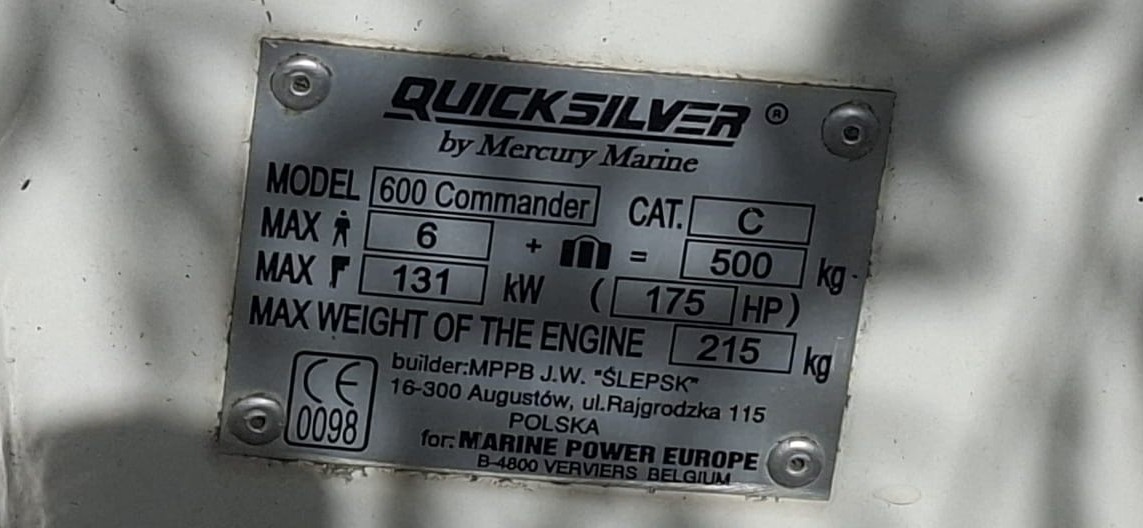 QUICKSILVER ®
by Mercury Marine
MODEL 600 Commander CAT. C
MAX 6 + = 500 kg
MAX 131 kW ( 175 HP )
MAX WEIGHT OF THE ENGINE 215 kg
builder:MPPB J.W. "ŚLEPSK"
16-300 Augustów, ul.Rajgrodzka 115
POLSKA
CE
0098
for: MARINE POWER EUROPE
B-4800 VERVIERS BELGIUM